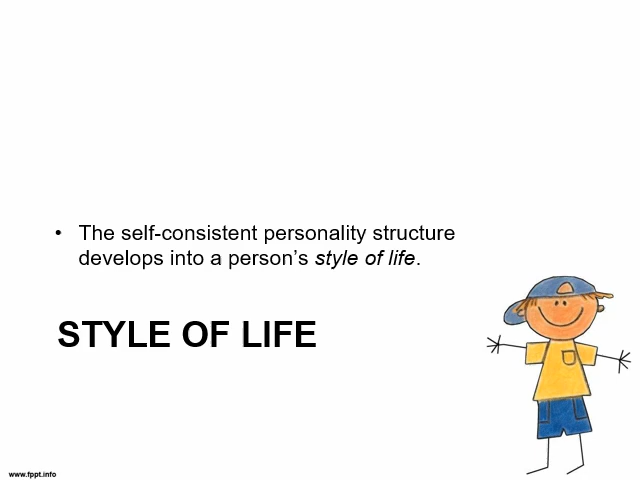 • The self-consistent personality structure
develops into a person’s style of life.
STYLE OF LIFE
www.fppt.info